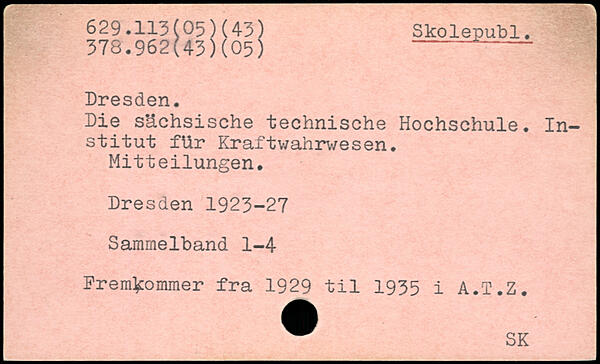 629.113(05)(43)
Skolepubl.
378.962(43)(05)
Dresden.
Die sächsische technische Hochschule. In-
stitut für Kraftwahrwesen.
Mitteilungen.
Dresden 1923-27
Sammelband 1-4
Fremkommer fra 1929 til 1935 i A.T.Z.
SK